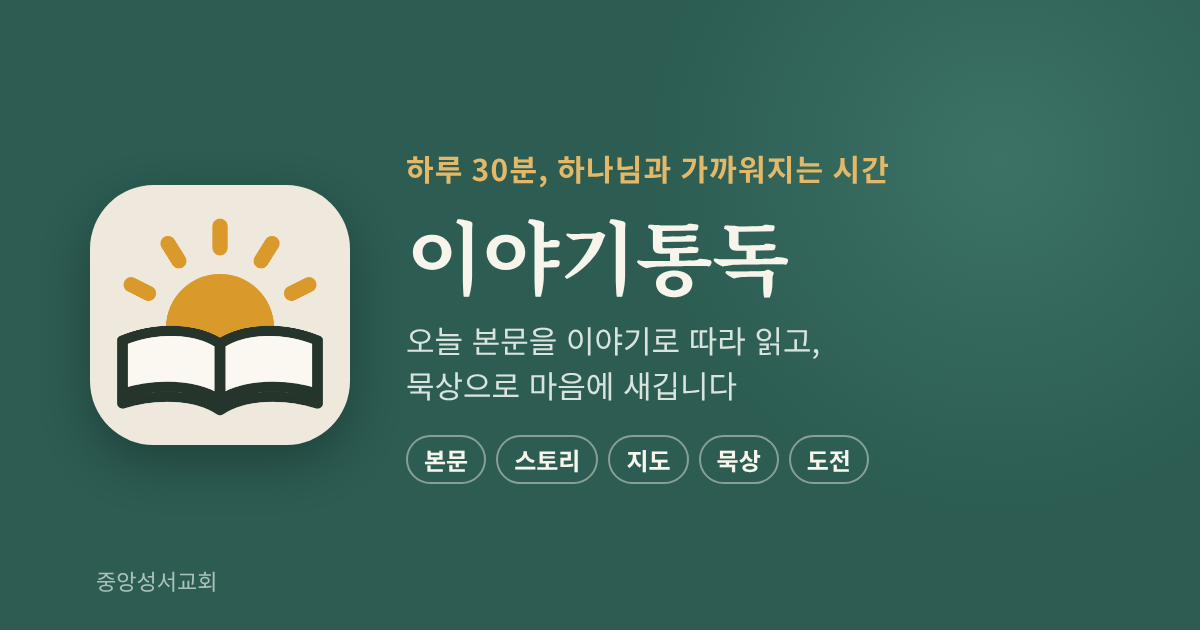 하루 30분, 하나님과 가까워지는 시간
이야기통독
오늘 본문을 이야기로 따라 읽고,
묵상으로 마음에 새깁니다
본문 스토리 지도 묵상 도전
중앙성서교회